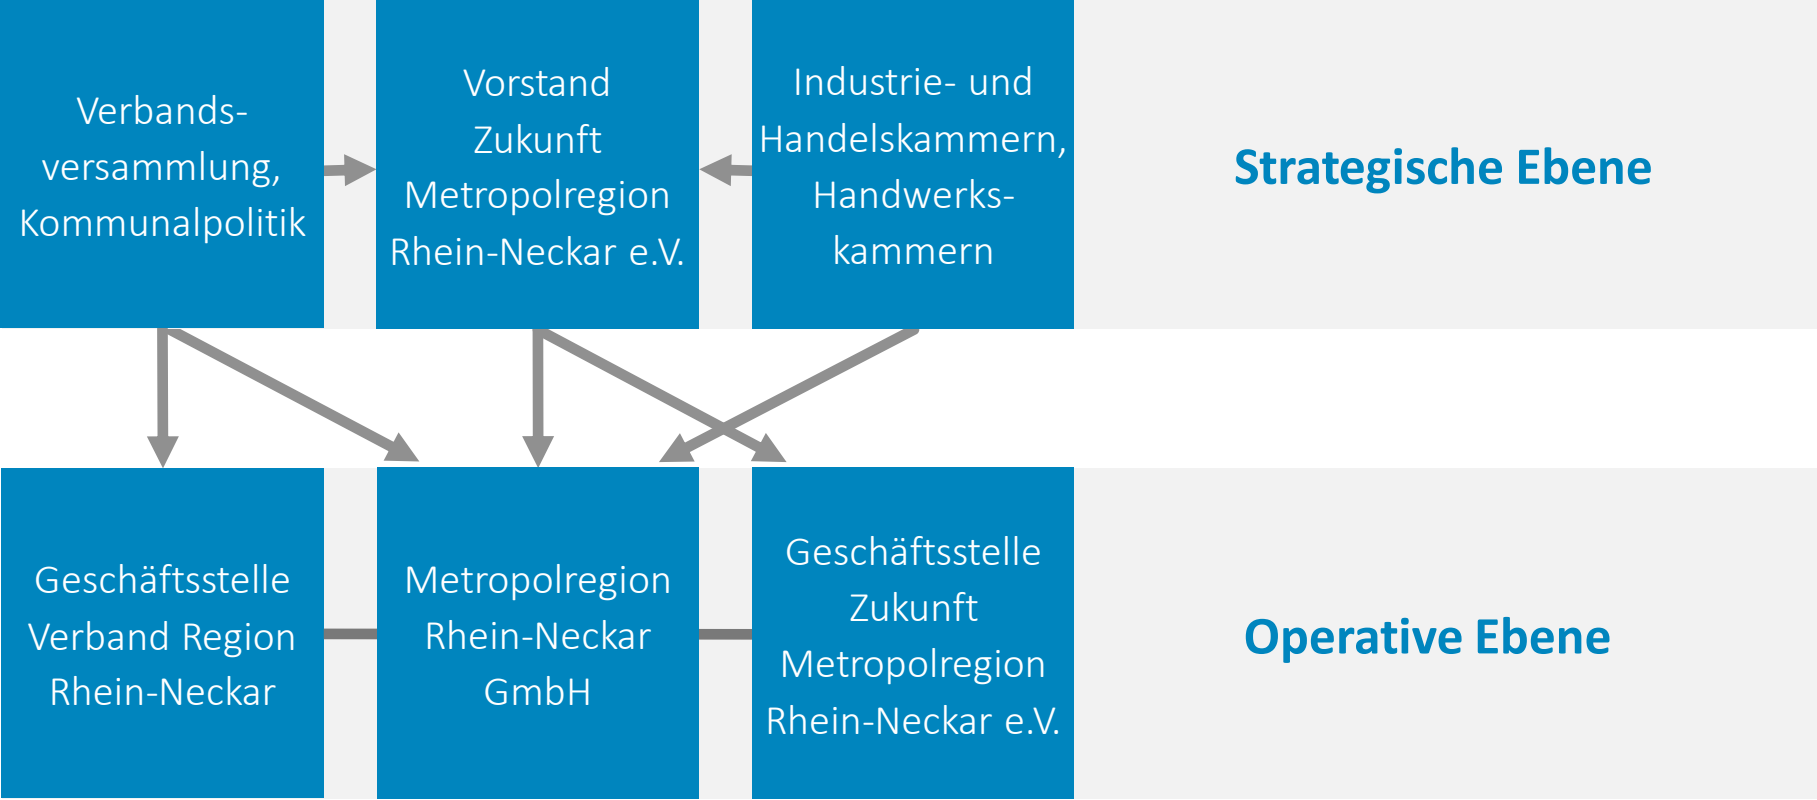 Verbands-
versammlung,
Kommunalpolitik
Vorstand
Zukunft
Metropolregion
Rhein-Neckar e.V.
Industrie- und
Handelskammern,
Handwerks-
kammern
Strategische Ebene
Geschäftsstelle
Verband Region
Rhein-Neckar
Metropolregion
Rhein-Neckar
GmbH
Geschäftsstelle
Zukunft
Metropolregion
Rhein-Neckar e.V.
Operative Ebene